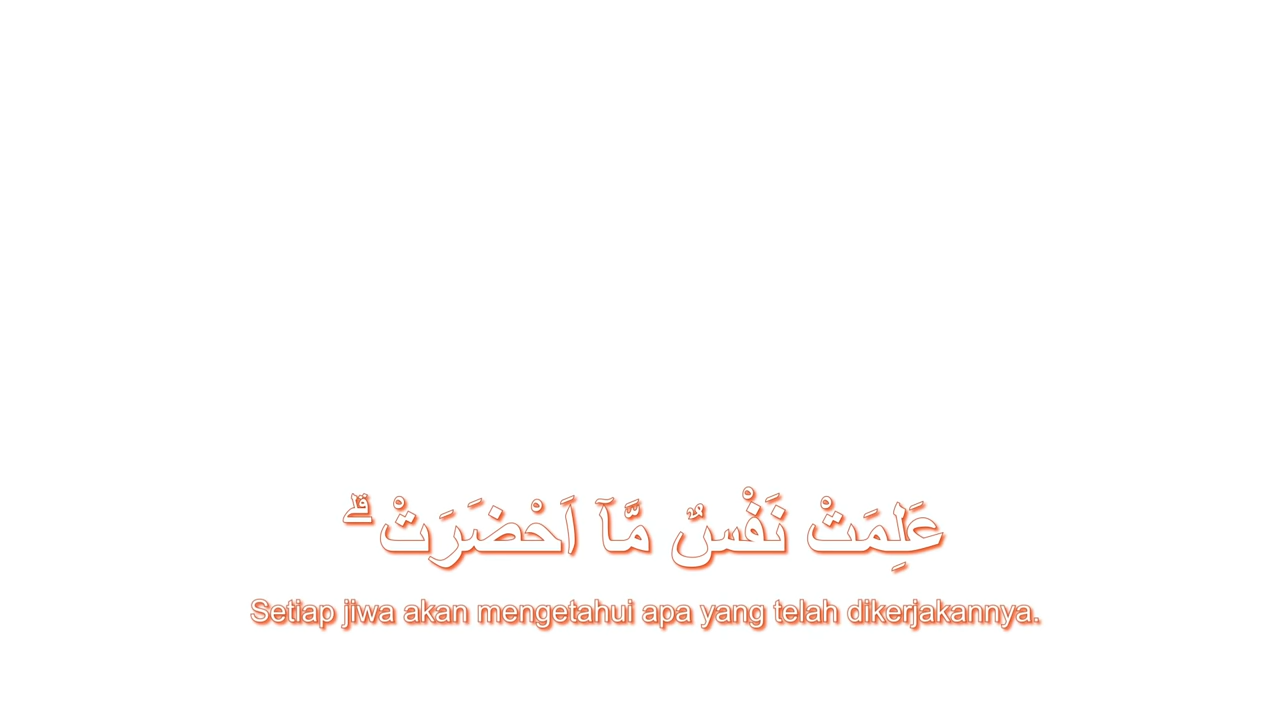 عَلِمَتْ نَفْسٌ مَّآ اَحْضَرَتْ ۗ
Setiap jiwa akan mengetahui apa yang telah dikerjakannya.